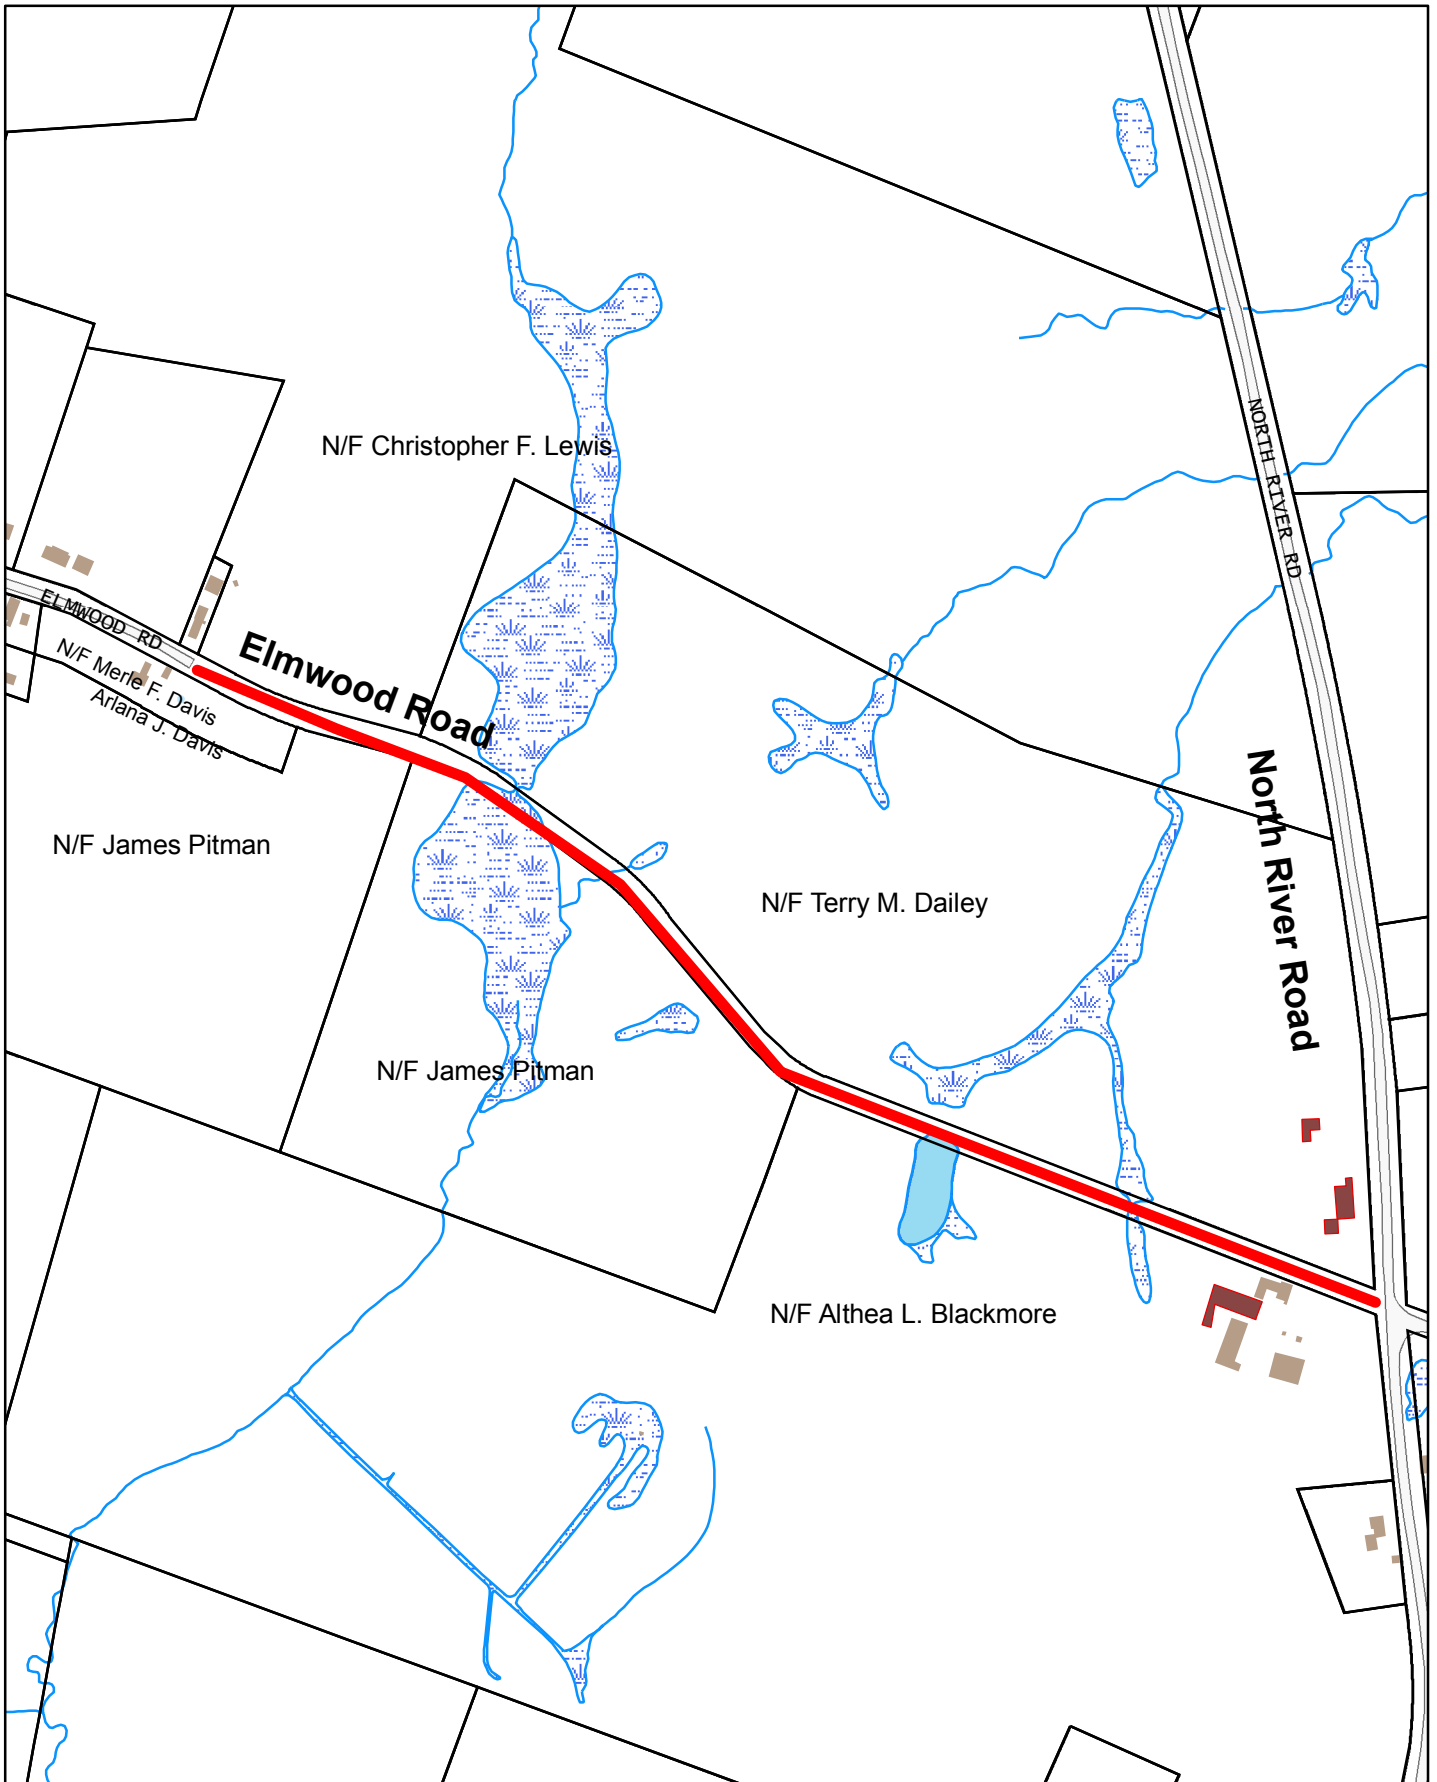 N/F Christopher F. Lewis
NORTH RIVER RD
ELMWOOD RD
Elmwood Road
N/F Merle F. Davis
Arlana J. Davis
North River Road
N/F James Pitman
N/F Terry M. Dailey
N/F James Pitman
N/F Althea L. Blackmore